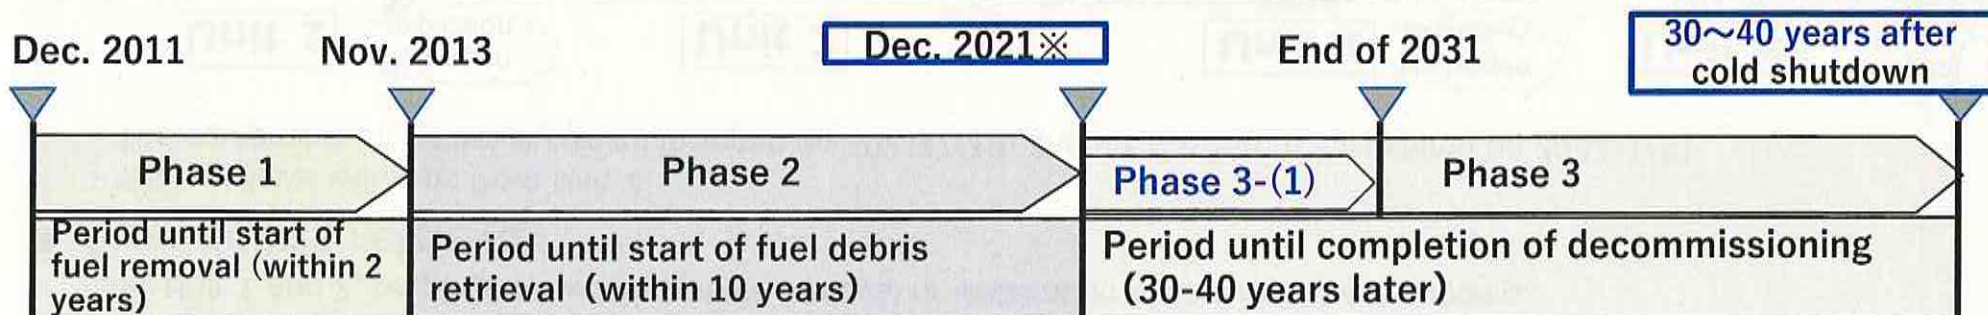 Dec. 2011
Nov. 2013
Dec. 2021※
End of 2031
30～40 years after
cold shutdown
Phase 1
Phase 2
Phase 3-(1)
Phase 3
Period until start of
fuel removal (within 2
years)
Period until start of fuel debris
retrieval (within 10 years)
Period until completion of decommissioning
(30-40 years later)